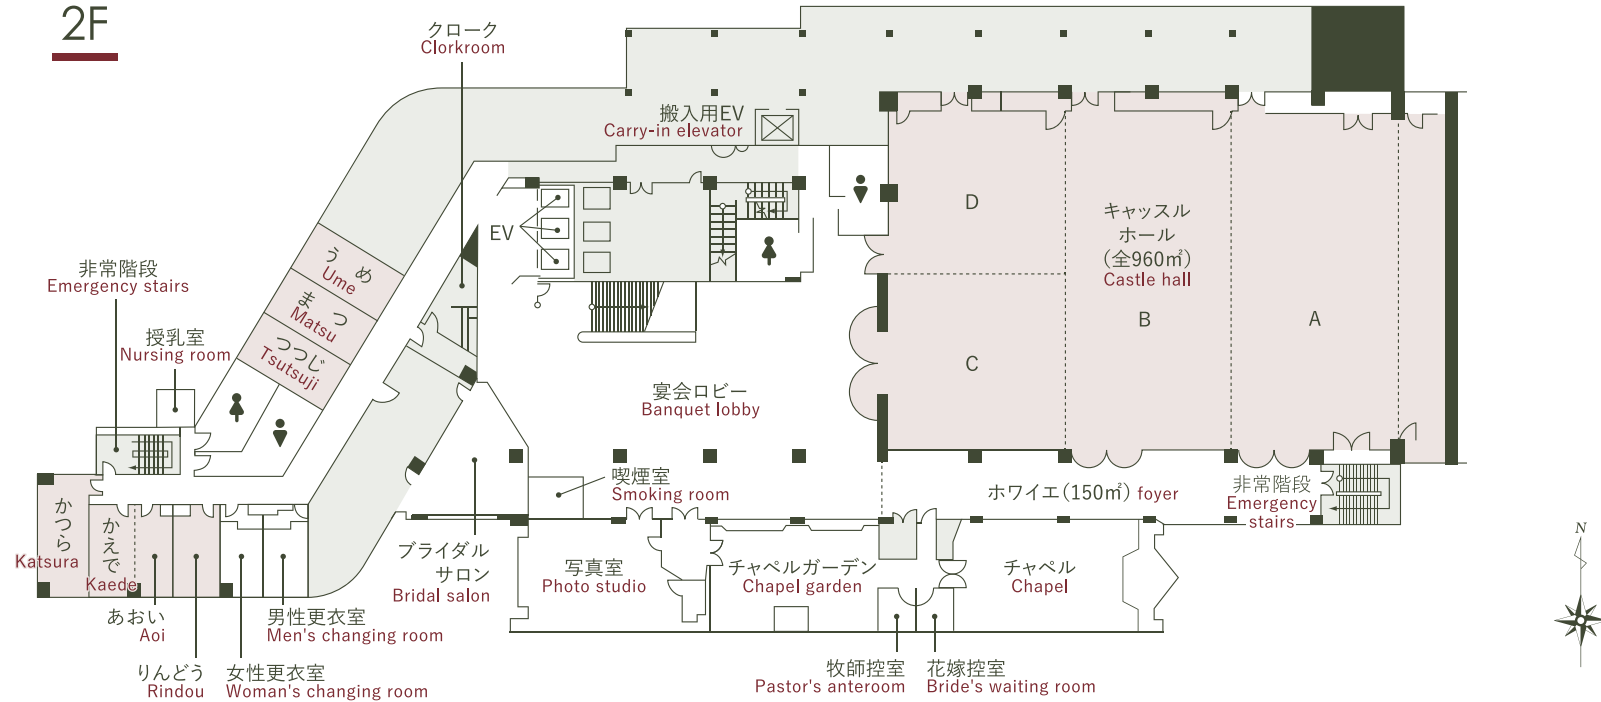 2F
クローク
Clorkroom
搬入用EV
Carry-in elevator
EV
D
キャッスル
ホール
(全960㎡)
Castle hall
B
A
C
うめ
Ume
まつ
Matsu
つつじ
Tsutsuji
非常階段
Emergency stairs
授乳室
Nursing room
宴会ロビー
Banquet lobby
喫煙室
Smoking room
ホワイエ(150㎡) foyer
非常階段
Emergency
stairs
かつら
Katsura
かえで
Kaede
あおい
Aoi
りんどう
Rindou
男性更衣室
Men's changing room
女性更衣室
Woman's changing room
ブライダル
サロン
Bridal salon
写真室
Photo studio
チャペルガーデン
Chapel garden
チャペル
Chapel
牧師控室
Pastor's anteroom
花嫁控室
Bride's waiting room
N